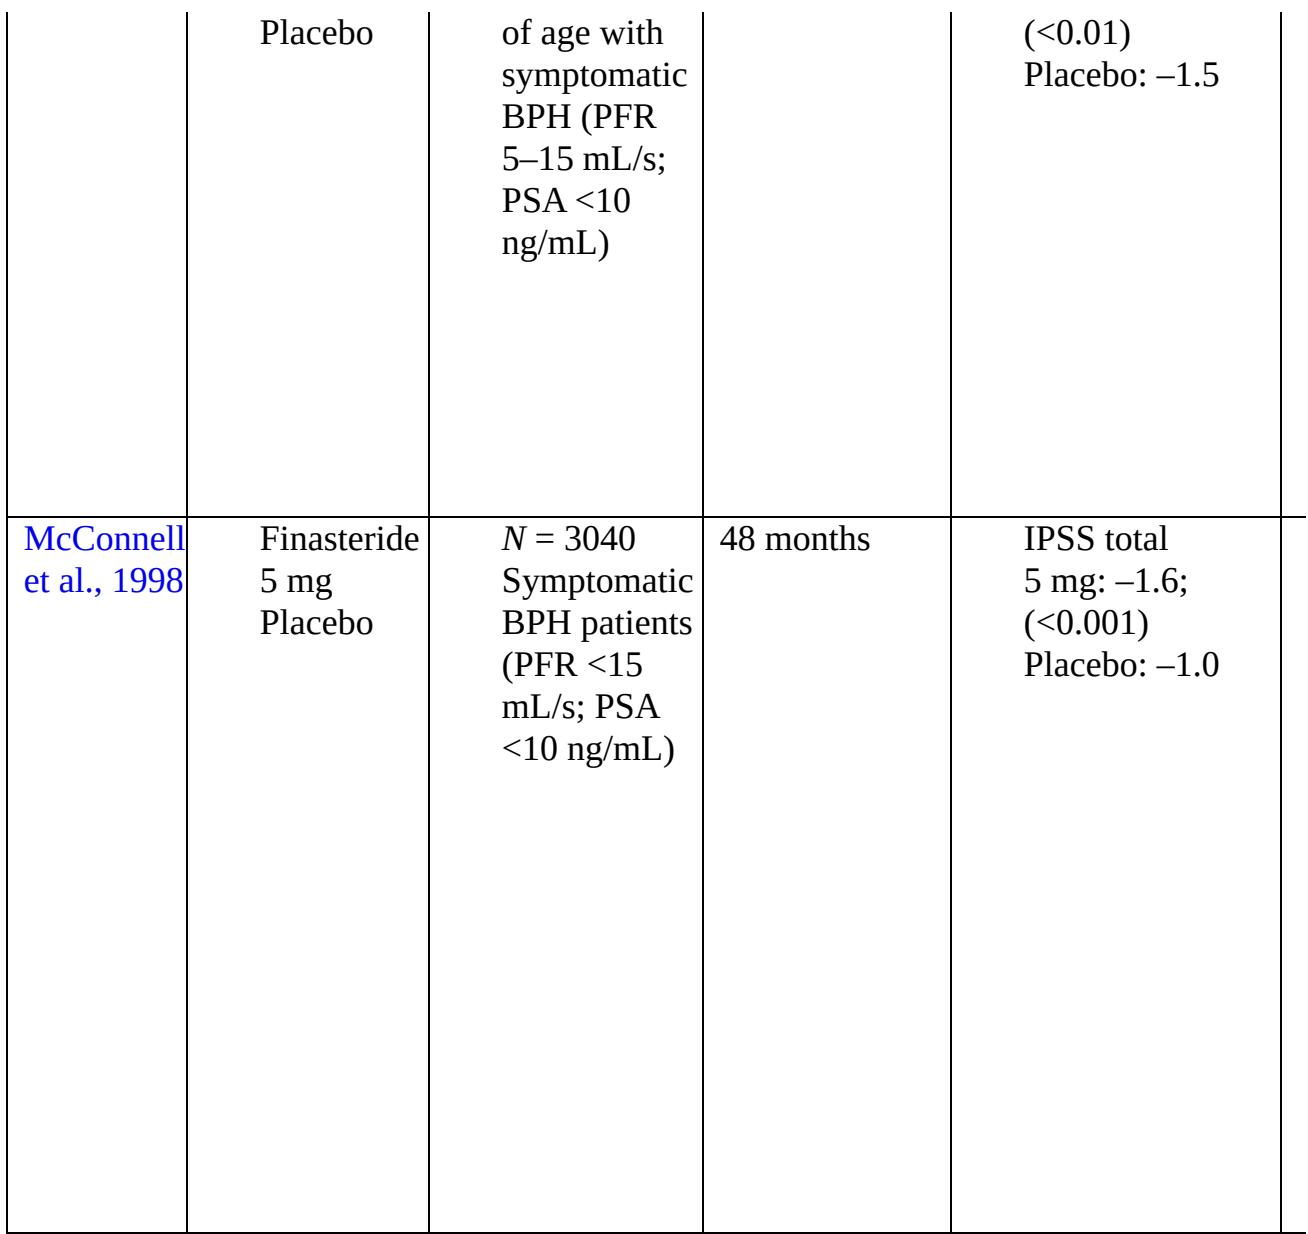 Placebo
of age with
symptomatic
BPH (PFR
5–15 mL/s;
PSA <10
ng/mL)
(<0.01)
Placebo: –1.5
McConnell
et al., 1998
Finasteride
5 mg
Placebo
N = 3040
Symptomatic
BPH patients
(PFR <15
mL/s; PSA
<10 ng/mL)
48 months
IPSS total
5 mg: –1.6;
(<0.001)
Placebo: –1.0